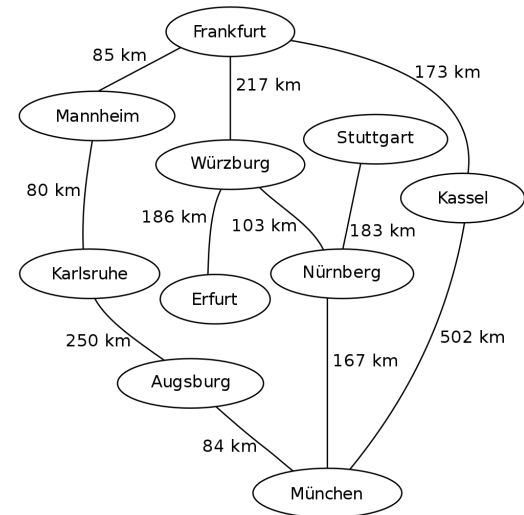 Frankfurt
85 km
173 km
217 km
Mannheim
Stuttgart
Würzburg
80 km
Kassel
186 km
103 km
183 km
Karlsruhe
Nürnberg
Erfurt
250 km
502 km
167 km
Augsburg
84 km
München